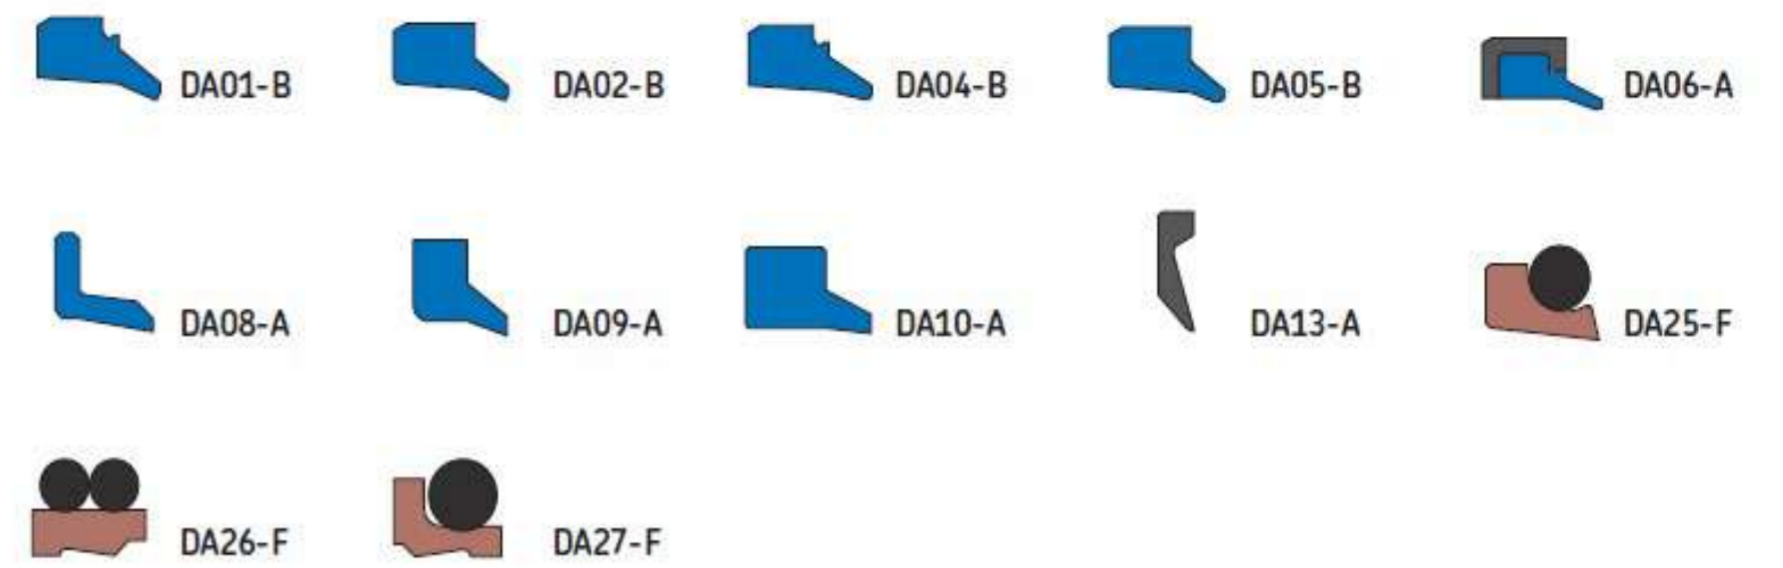 DA01-B DA02-B DA04-B DA05-B DA06-A
DA08-A DA09-A DA10-A DA13-A DA25-F
DA26-F DA27-F